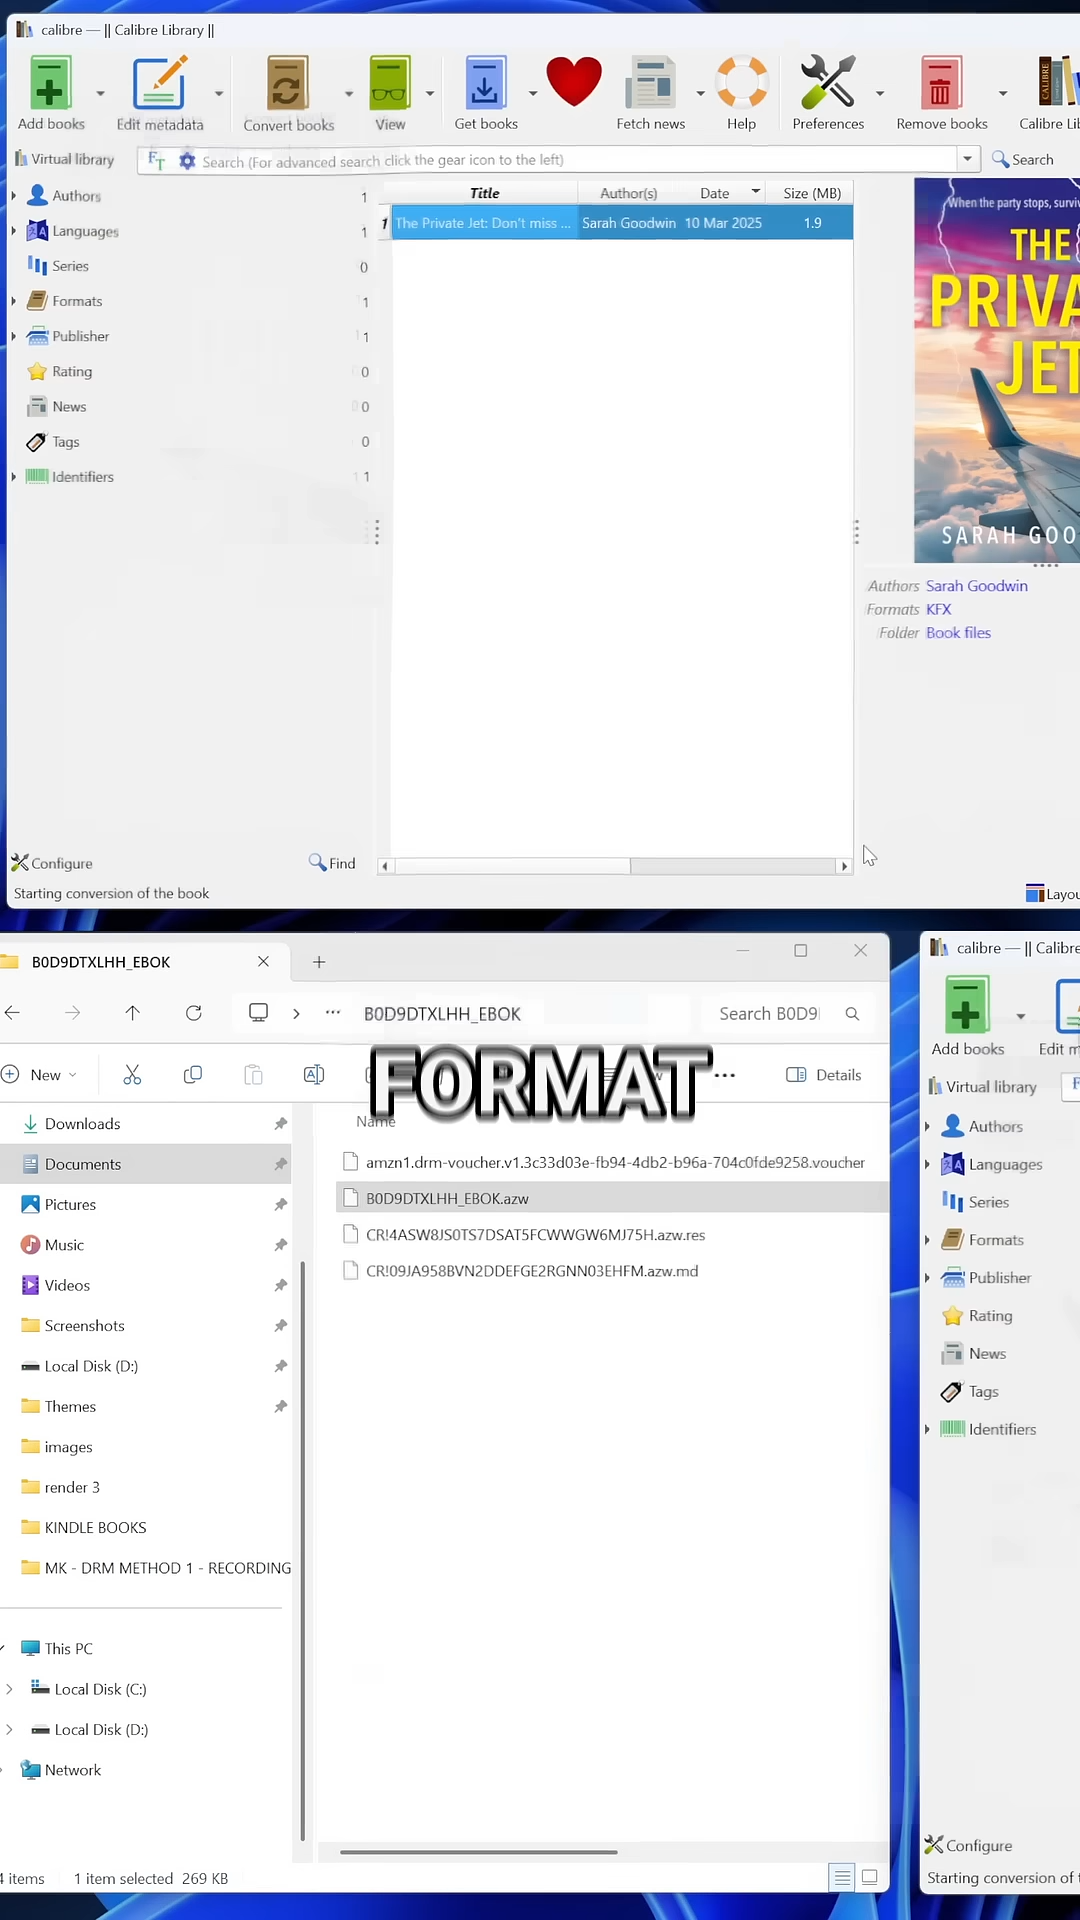 calibre — || Calibre Library ||
Add books
Edit metadata
Convert books
View
Get books
Fetch news
Help
Preferences
Remove books
Calibre Lib
Virtual library
Search (For advanced search click the gear icon to the left)
Search
Authors 1
Languages 1
Series 0
Formats 1
Publisher 1
Rating 0
News 0
Tags 0
Identifiers 1
Title Author(s) Date Size (MB)
1 The Private Jet: Don't miss ... Sarah Goodwin 10 Mar 2025 1.9
When the party stops, surviv
THE
PRIVA
JET
SARAH GOO
Authors Sarah Goodwin
Formats KFX
Folder Book files
Configure
Find
Starting conversion of the book
Layou
B0D9DTXLHH_EBOK
B0D9DTXLHH_EBOK
Search B0D9
New
Details
FORMAT
Name
amzn1.drm-voucher.v1.3c33d03e-fb94-4db2-b96a-704c0fde9258.voucher
B0D9DTXLHH_EBOK.azw
CR!4ASW8JS0TS7DSAT5FCWWGW6MJ75H.azw.res
CR!09JA958BVN2DDEFGE2RGNN03EHFM.azw.md
Downloads
Documents
Pictures
Music
Videos
Screenshots
Local Disk (D:)
Themes
images
render 3
KINDLE BOOKS
MK - DRM METHOD 1 - RECORDING
This PC
Local Disk (C:)
Local Disk (D:)
Network
4 items
1 item selected 269 KB
calibre — || Calibre
Add books
Edit m
Virtual library
Authors
Languages
Series
Formats
Publisher
Rating
News
Tags
Identifiers
Configure
Starting conversion of t